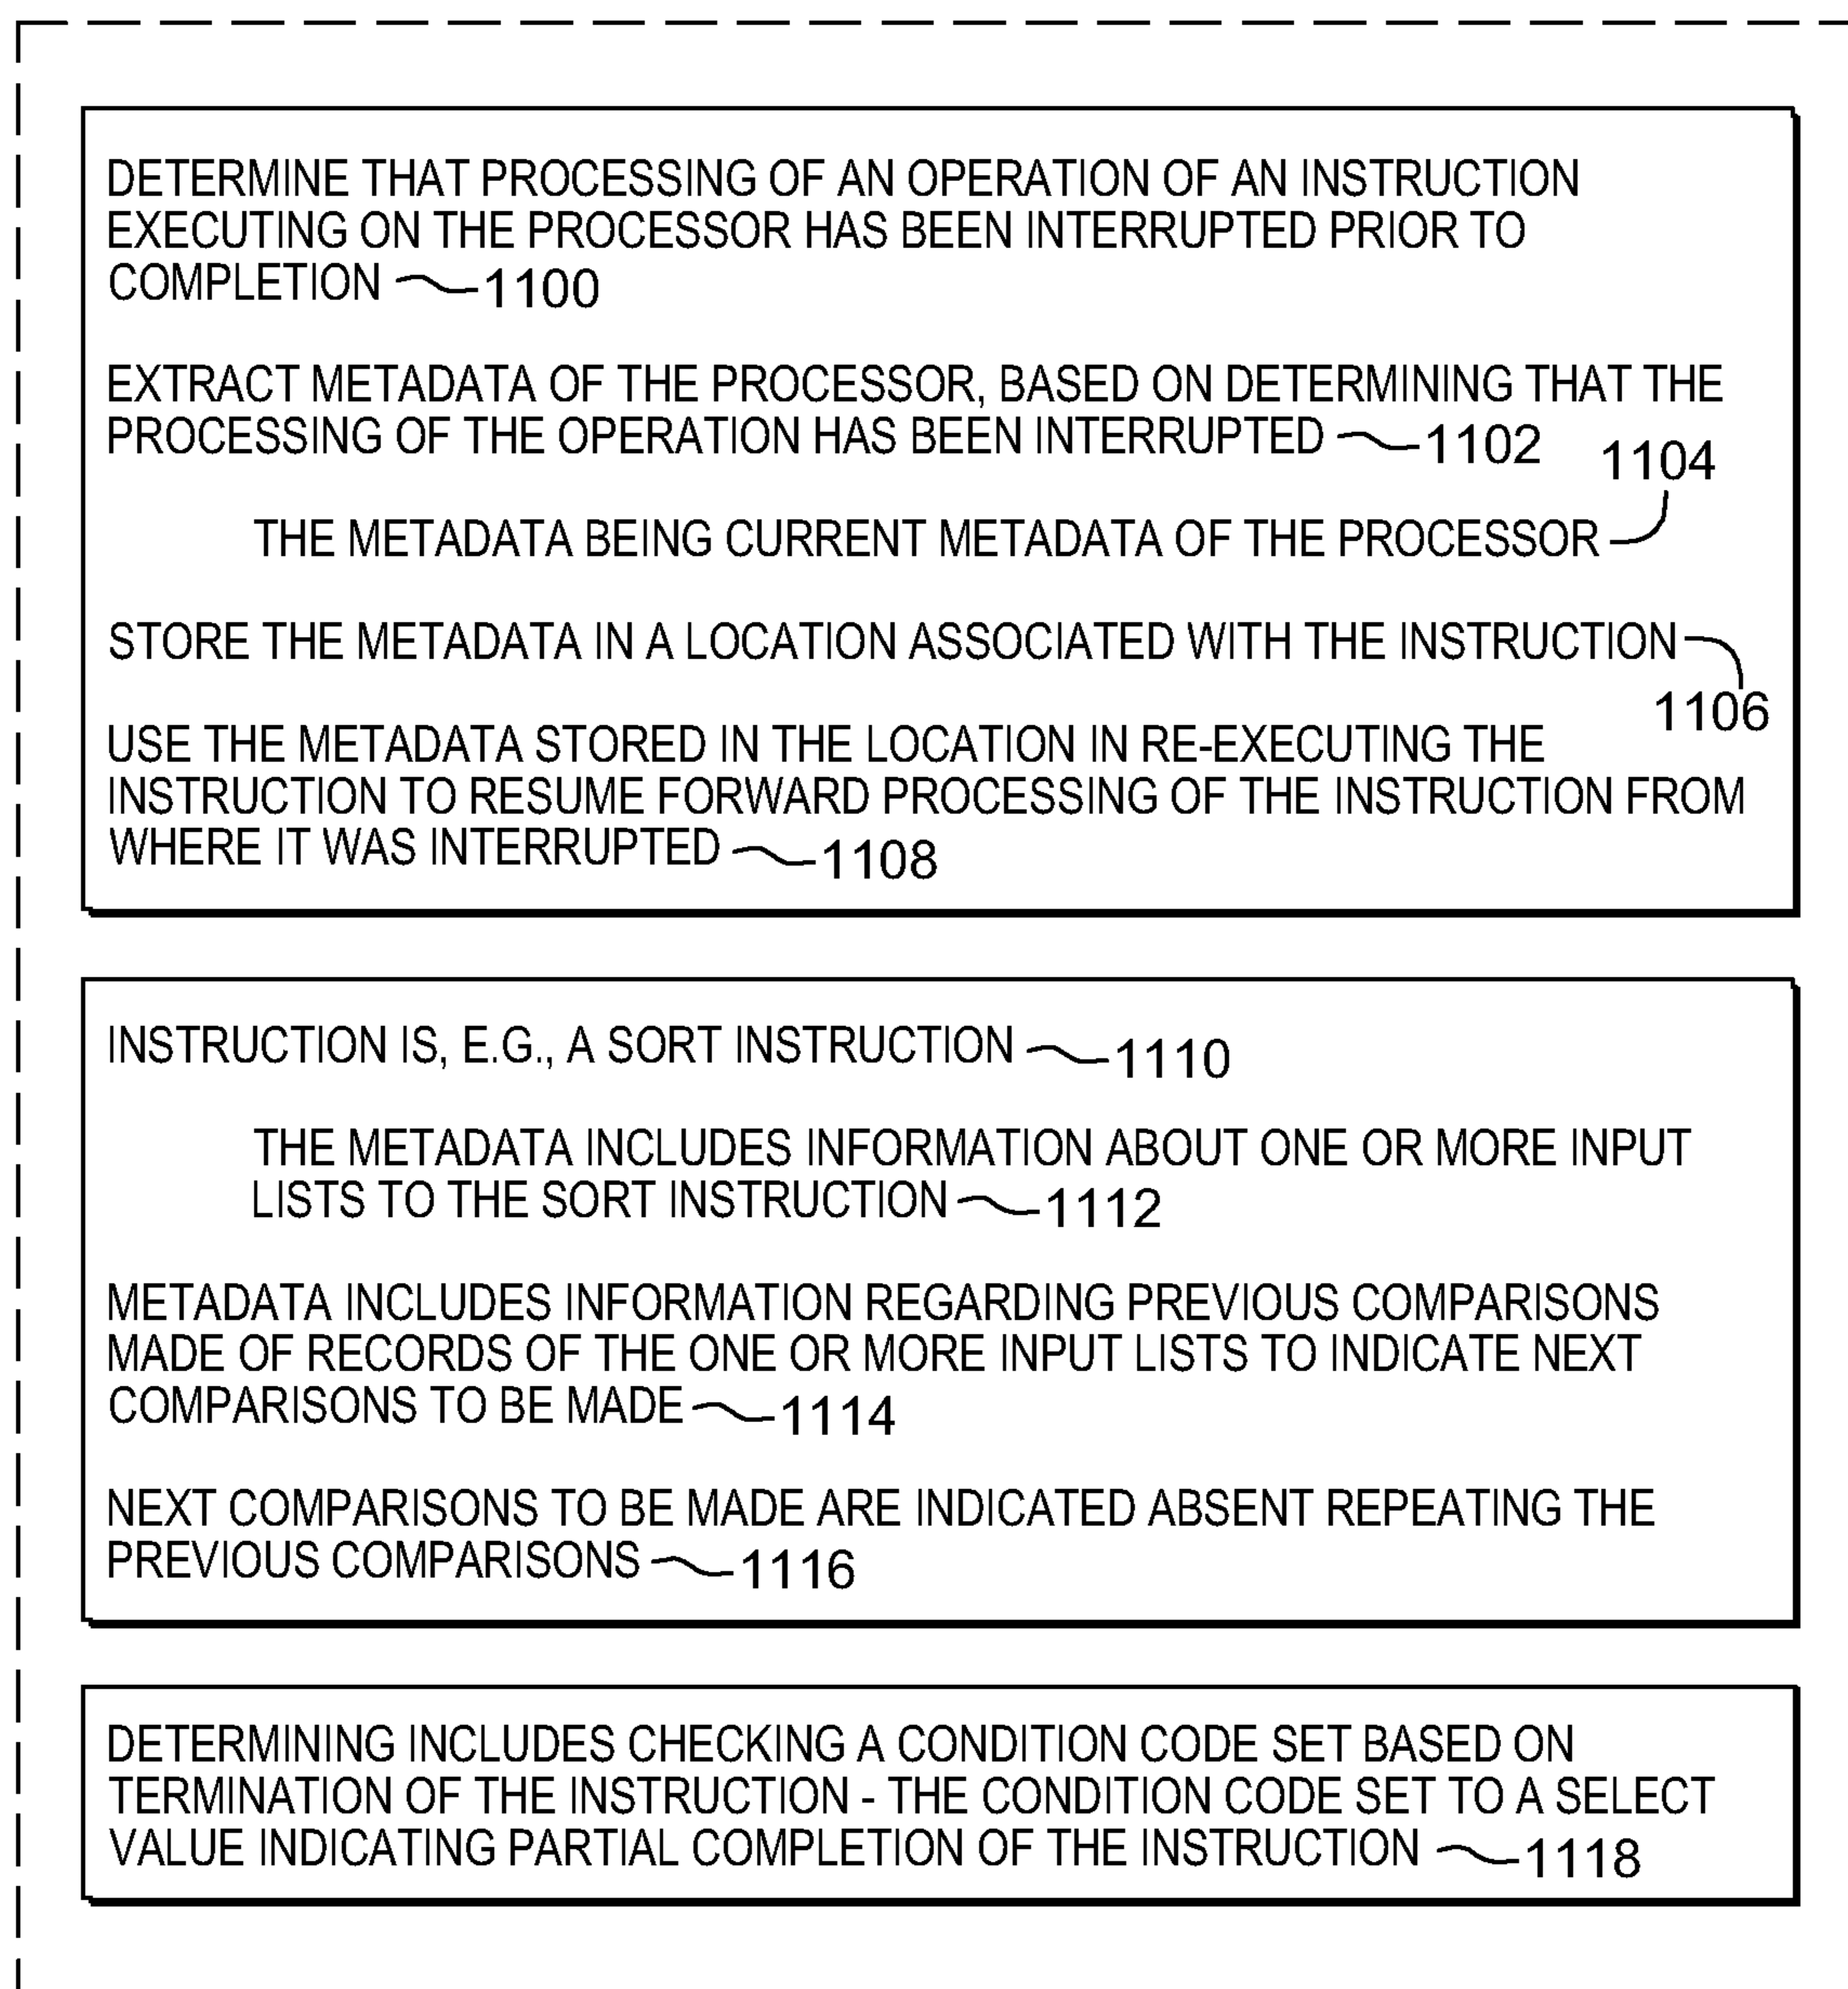 DETERMINE THAT PROCESSING OF AN OPERATION OF AN INSTRUCTION
EXECUTING ON THE PROCESSOR HAS BEEN INTERRUPTED PRIOR TO
COMPLETION 1100
EXTRACT METADATA OF THE PROCESSOR, BASED ON DETERMINING THAT THE
PROCESSING OF THE OPERATION HAS BEEN INTERRUPTED 1102
1104
THE METADATA BEING CURRENT METADATA OF THE PROCESSOR
STORE THE METADATA IN A LOCATION ASSOCIATED WITH THE INSTRUCTION
1106
USE THE METADATA STORED IN THE LOCATION IN RE-EXECUTING THE
INSTRUCTION TO RESUME FORWARD PROCESSING OF THE INSTRUCTION FROM
WHERE IT WAS INTERRUPTED 1108
INSTRUCTION IS, E.G., A SORT INSTRUCTION 1110
THE METADATA INCLUDES INFORMATION ABOUT ONE OR MORE INPUT
LISTS TO THE SORT INSTRUCTION 1112
METADATA INCLUDES INFORMATION REGARDING PREVIOUS COMPARISONS
MADE OF RECORDS OF THE ONE OR MORE INPUT LISTS TO INDICATE NEXT
COMPARISONS TO BE MADE 1114
NEXT COMPARISONS TO BE MADE ARE INDICATED ABSENT REPEATING THE
PREVIOUS COMPARISONS 1116
DETERMINING INCLUDES CHECKING A CONDITION CODE SET BASED ON
TERMINATION OF THE INSTRUCTION - THE CONDITION CODE SET TO A SELECT
VALUE INDICATING PARTIAL COMPLETION OF THE INSTRUCTION 1118